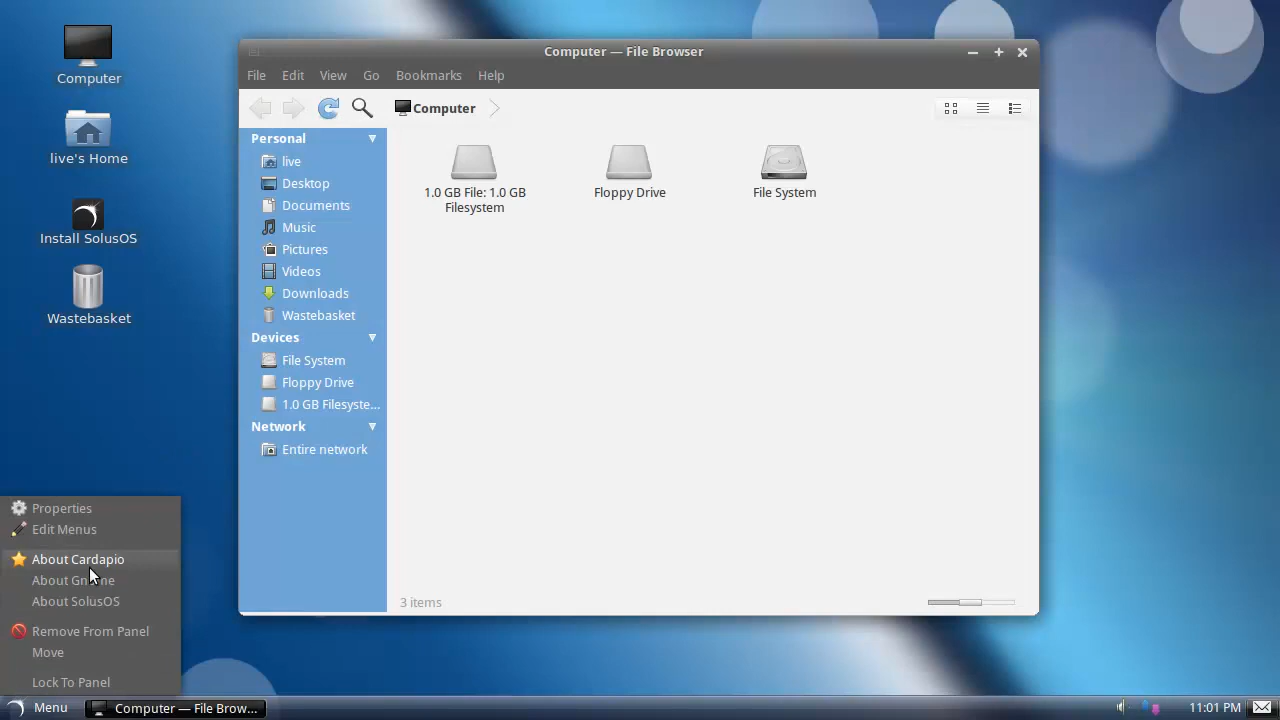 Computer
live's Home
Install SolusOS
Wastebasket
Computer — File Browser
File Edit View Go Bookmarks Help
Computer
Personal
live
Desktop
Documents
Music
Pictures
Videos
Downloads
Wastebasket
Devices
File System
Floppy Drive
1.0 GB Filesyste...
Network
Entire network
1.0 GB File: 1.0 GB
Filesystem
Floppy Drive
File System
3 items
Properties
Edit Menus
About Cardapio
About Gnome
About SolusOS
Remove From Panel
Move
Lock To Panel
Menu
Computer — File Brow...
11:01 PM